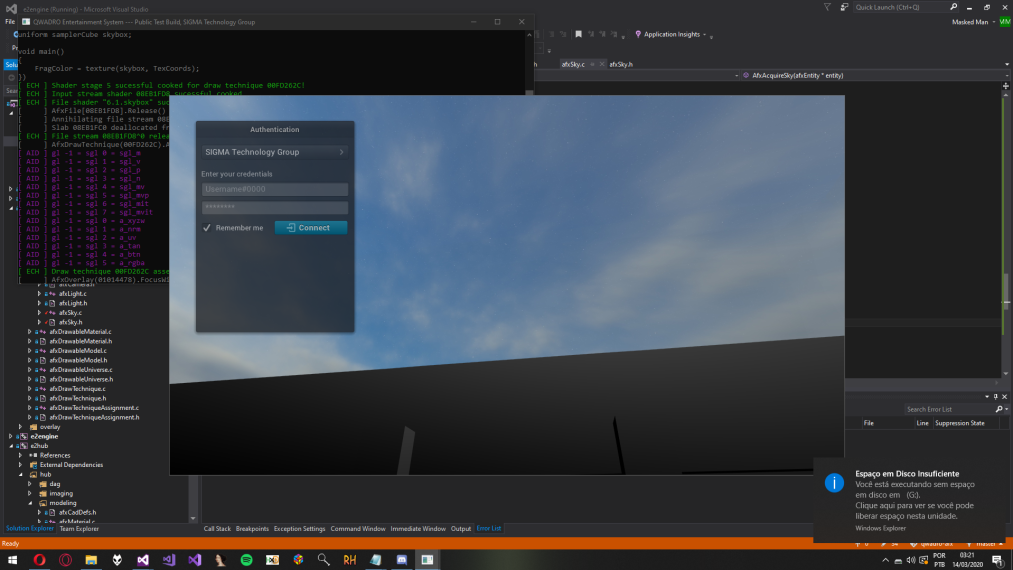 e2engine (Running) - Microsoft Visual Studio
Quick Launch (Ctrl+Q)
File
QWADRO Entertainment System --- Public Test Build, SIGMA Technology Group
Masked Man
Application Insights
uniform samplerCube skybox;
void main()
{
FragColor = texture(skybox, TexCoords);
})
[ ECH ] Shader stage 5 sucessful cooked for draw technique 00FD262C!
[ ECH ] Input stream shader 08EB1FD8 sucessful cooked
[ ECH ] File shader "6.1.skybox" suc
[ ] AfxFile[08EB1FD8].Release()
[ ] Annihilating file stream 08E
[ ] Slab 08EB1FC0 deallocated fr
[ ECH ] File stream 08EB1FD8^0 relea
[ ] AfxDrawTechnique(00FD262C).A
[ AID ] gl -1 = sgl 0 = sgl_m
[ AID ] gl -1 = sgl 1 = sgl_v
[ AID ] gl -1 = sgl 2 = sgl_p
[ AID ] gl -1 = sgl 3 = sgl_n
[ AID ] gl -1 = sgl 4 = sgl_mv
[ AID ] gl -1 = sgl 5 = sgl_mvp
[ AID ] gl -1 = sgl 6 = sgl_mit
[ AID ] gl -1 = sgl 7 = sgl_mvit
[ AID ] gl -1 = sgl 0 = a_xyzw
[ AID ] gl -1 = sgl 1 = a_nrm
[ AID ] gl -1 = sgl 2 = a_uv
[ AID ] gl -1 = sgl 3 = a_tan
[ AID ] gl -1 = sgl 4 = a_btn
[ AID ] gl -1 = sgl 5 = a_rgba
[ ECH ] Draw technique 00FD262C asse
[ ] AfxOverlay(01014478).FocusWi
afxSky.c
afxSky.h
AfxAcquireSky(afxEntity * entity)
Authentication
SIGMA Technology Group
Enter your credentials
Username#0000
********
Remember me
Connect
afxCamera.h
afxLight.c
afxLight.h
afxSky.c
afxSky.h
afxDrawableMaterial.c
afxDrawableMaterial.h
afxDrawableModel.c
afxDrawableModel.h
afxDrawableUniverse.c
afxDrawableUniverse.h
afxDrawTechnique.c
afxDrawTechnique.h
afxDrawTechniqueAssignment.c
afxDrawTechniqueAssignment.h
overlay
e2engine
e2hub
References
External Dependencies
hub
dag
imaging
modeling
afxCadDefs.h
afxMaterial.c
Search Error List
File
Line
Suppression State
Solution Explorer
Team Explorer
Call Stack
Breakpoints
Exception Settings
Command Window
Immediate Window
Output
Error List
Espaço em Disco Insuficiente
Você está executando sem espaço
em disco em (G:).
Clique aqui para ver se você pode
liberar espaço nesta unidade.
Windows Explorer
Ready
RH
POR
PTB
03:21
14/03/2020